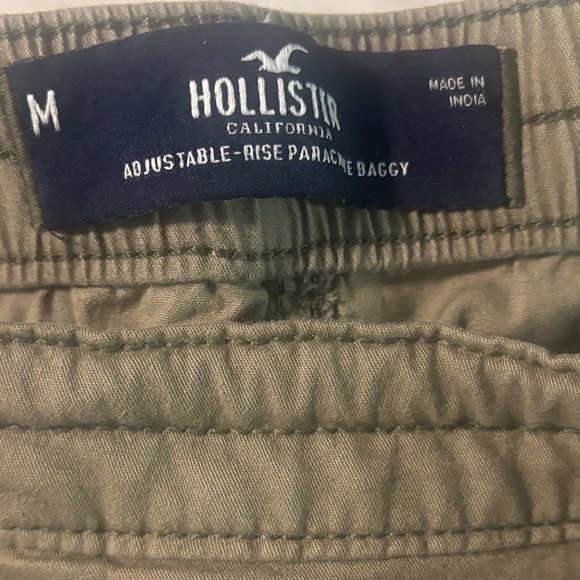 M
HOLLISTER
CALIFORNIA
ADJUSTABLE-RISE PARACHUTE BAGGY
MADE IN
INDIA